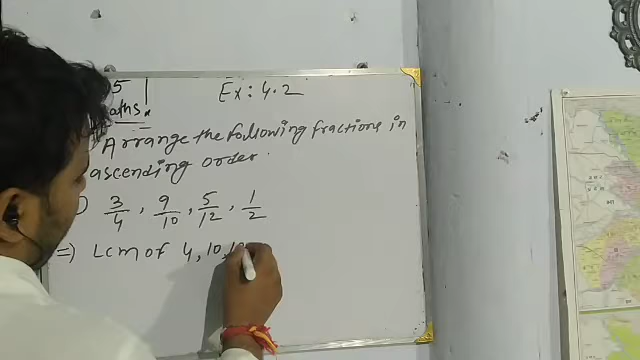 5
Maths.
Ex: 4.2
Arrange the following fractions in
ascending order.
) 3/4, 9/10, 5/12, 1/2
=) LCM of 4, 10, 1